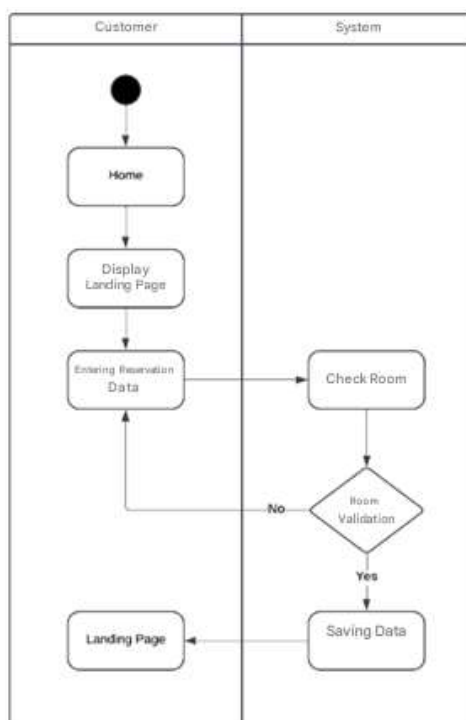 Customer
System
Home
Display
Landing Page
Entering Reservation
Data
Check Room
Room
Validation
No
Yes
Saving Data
Landing Page